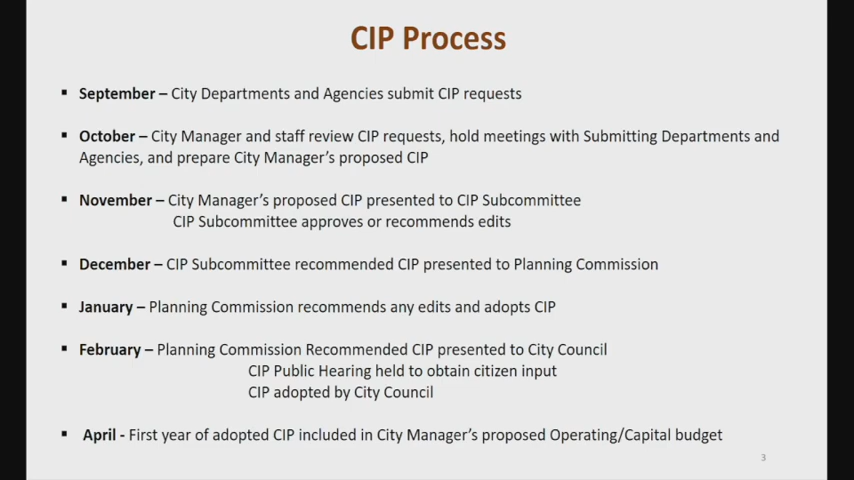 CIP Process
▪ September – City Departments and Agencies submit CIP requests
▪ October – City Manager and staff review CIP requests, hold meetings with Submitting Departments and
Agencies, and prepare City Manager's proposed CIP
▪ November – City Manager's proposed CIP presented to CIP Subcommittee
CIP Subcommittee approves or recommends edits
▪ December – CIP Subcommittee recommended CIP presented to Planning Commission
▪ January – Planning Commission recommends any edits and adopts CIP
▪ February – Planning Commission Recommended CIP presented to City Council
CIP Public Hearing held to obtain citizen input
CIP adopted by City Council
▪ April - First year of adopted CIP included in City Manager's proposed Operating/Capital budget
3